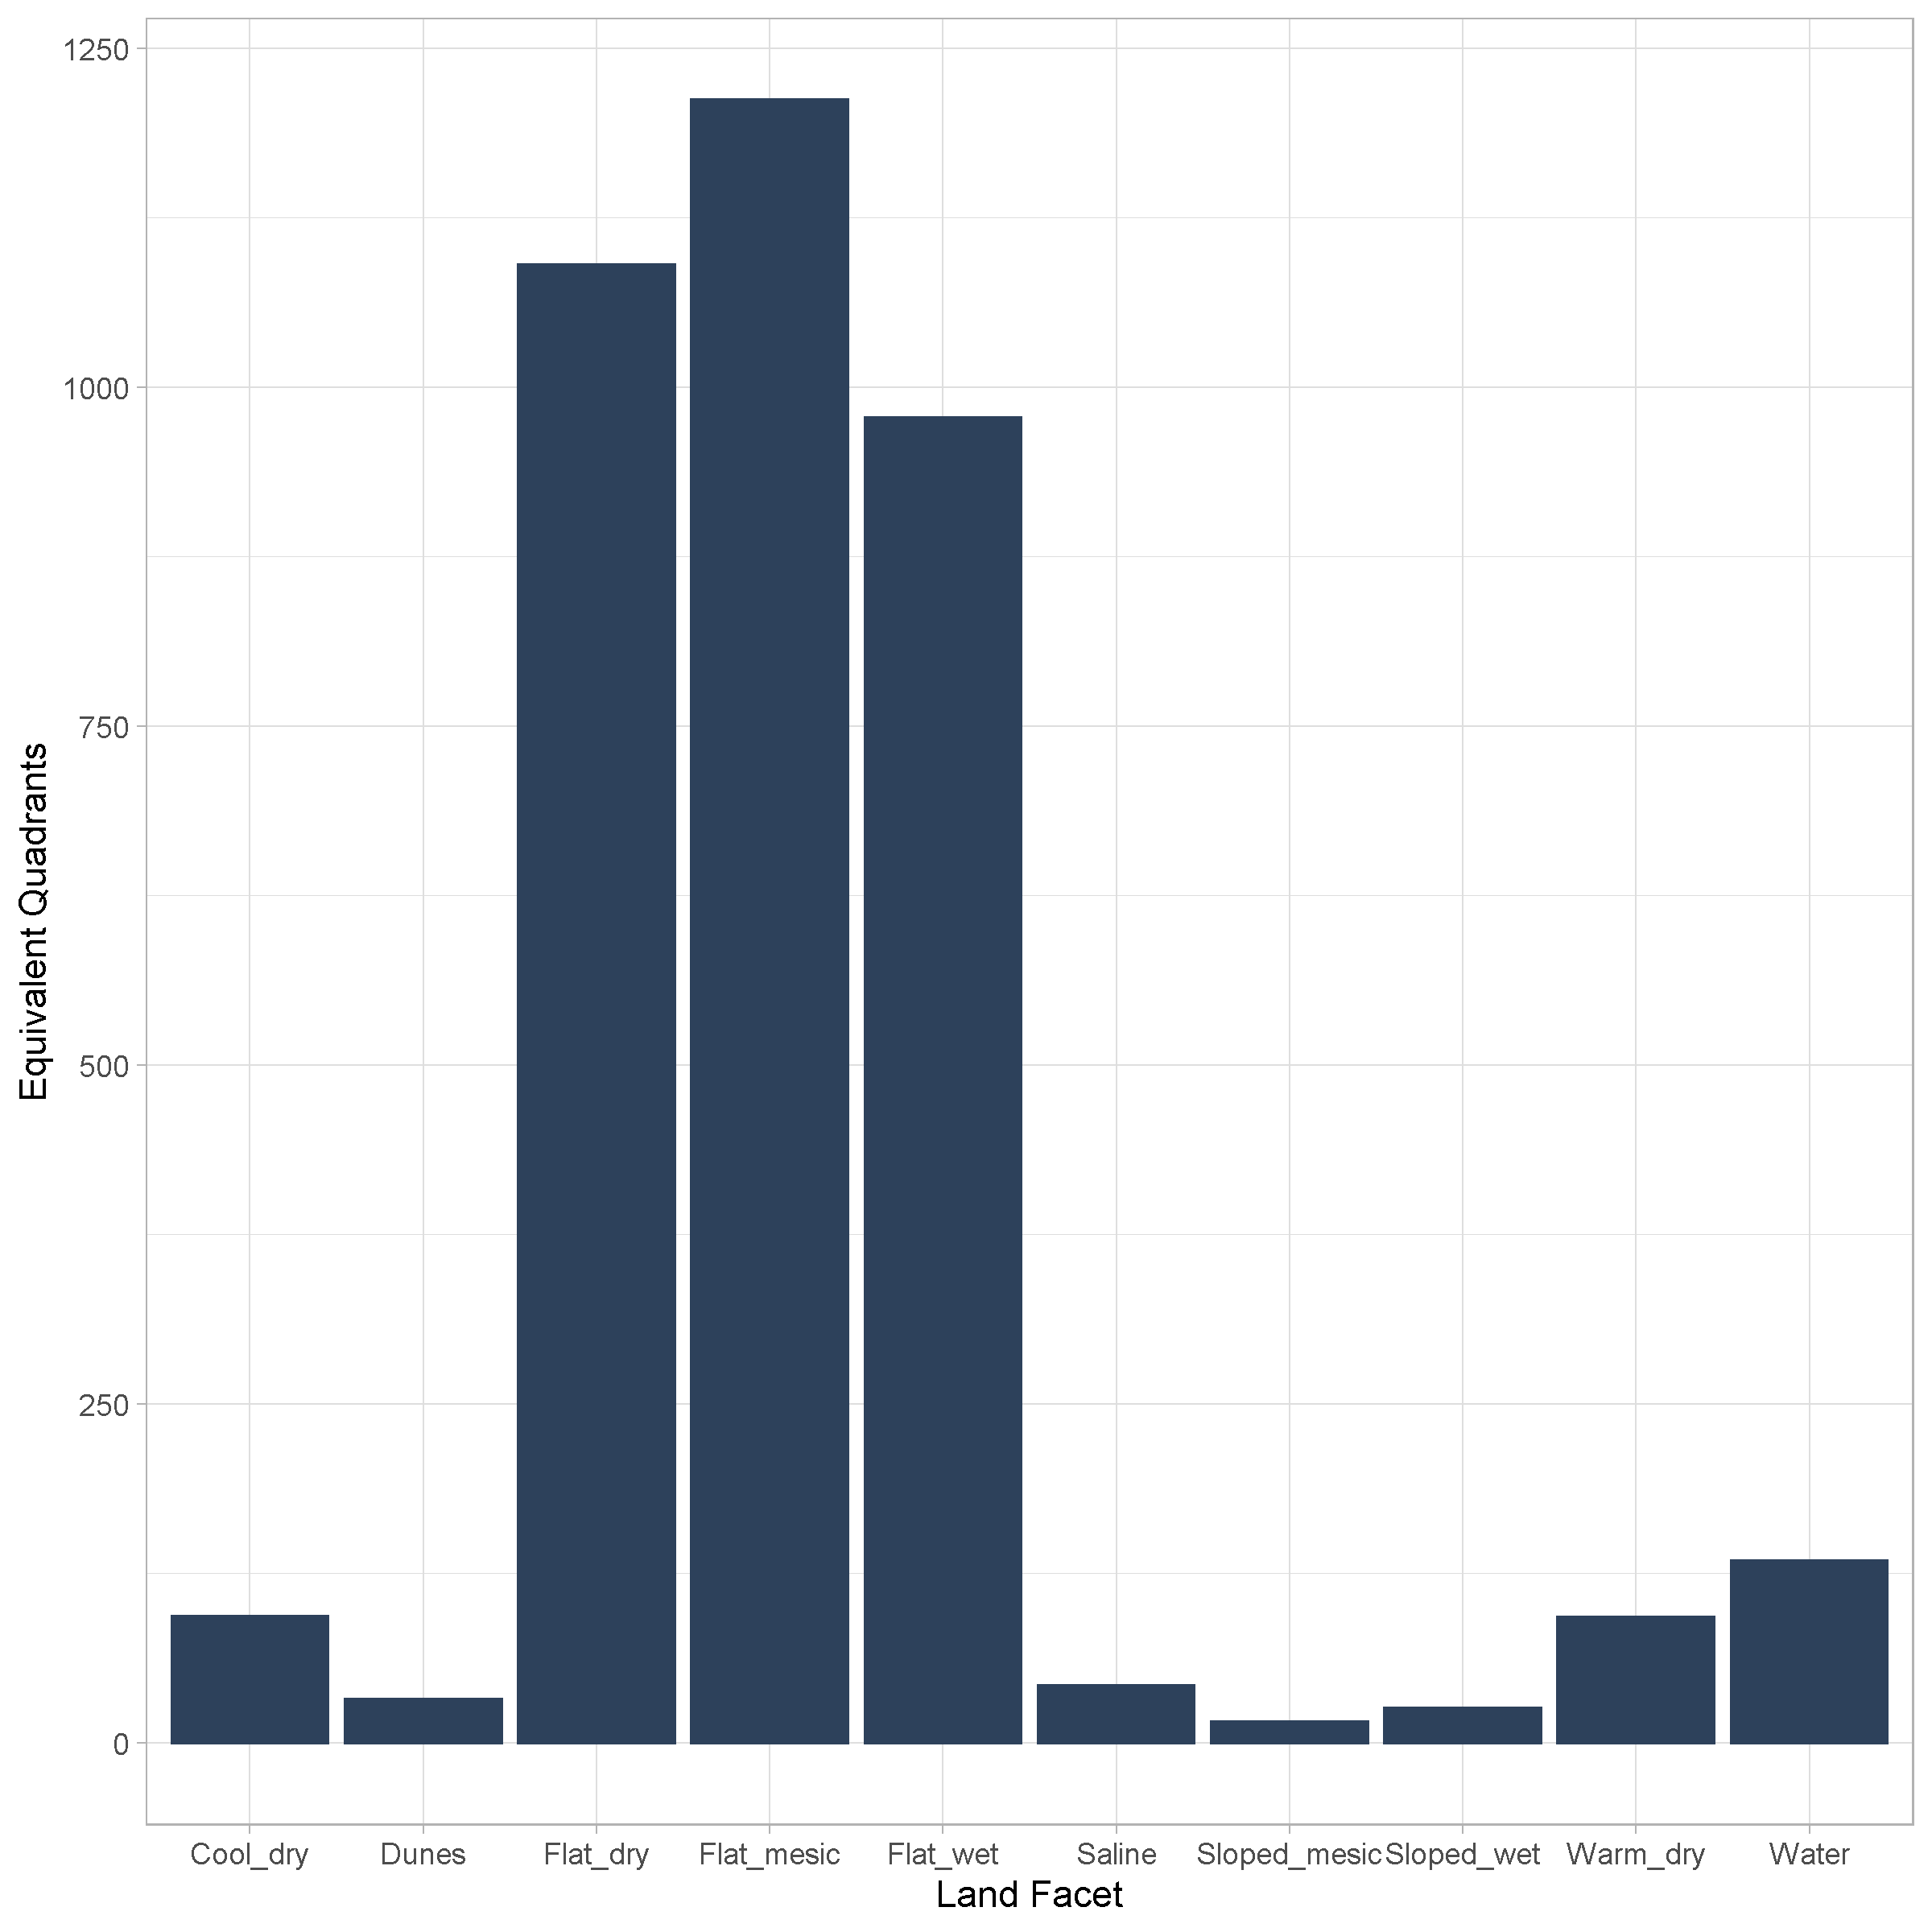 1250
1000
750
500
250
0
Equivalent Quadrants
Cool_dry Dunes Flat_dry Flat_mesic Flat_wet Saline Sloped_mesic Sloped_wet Warm_dry Water
Land Facet